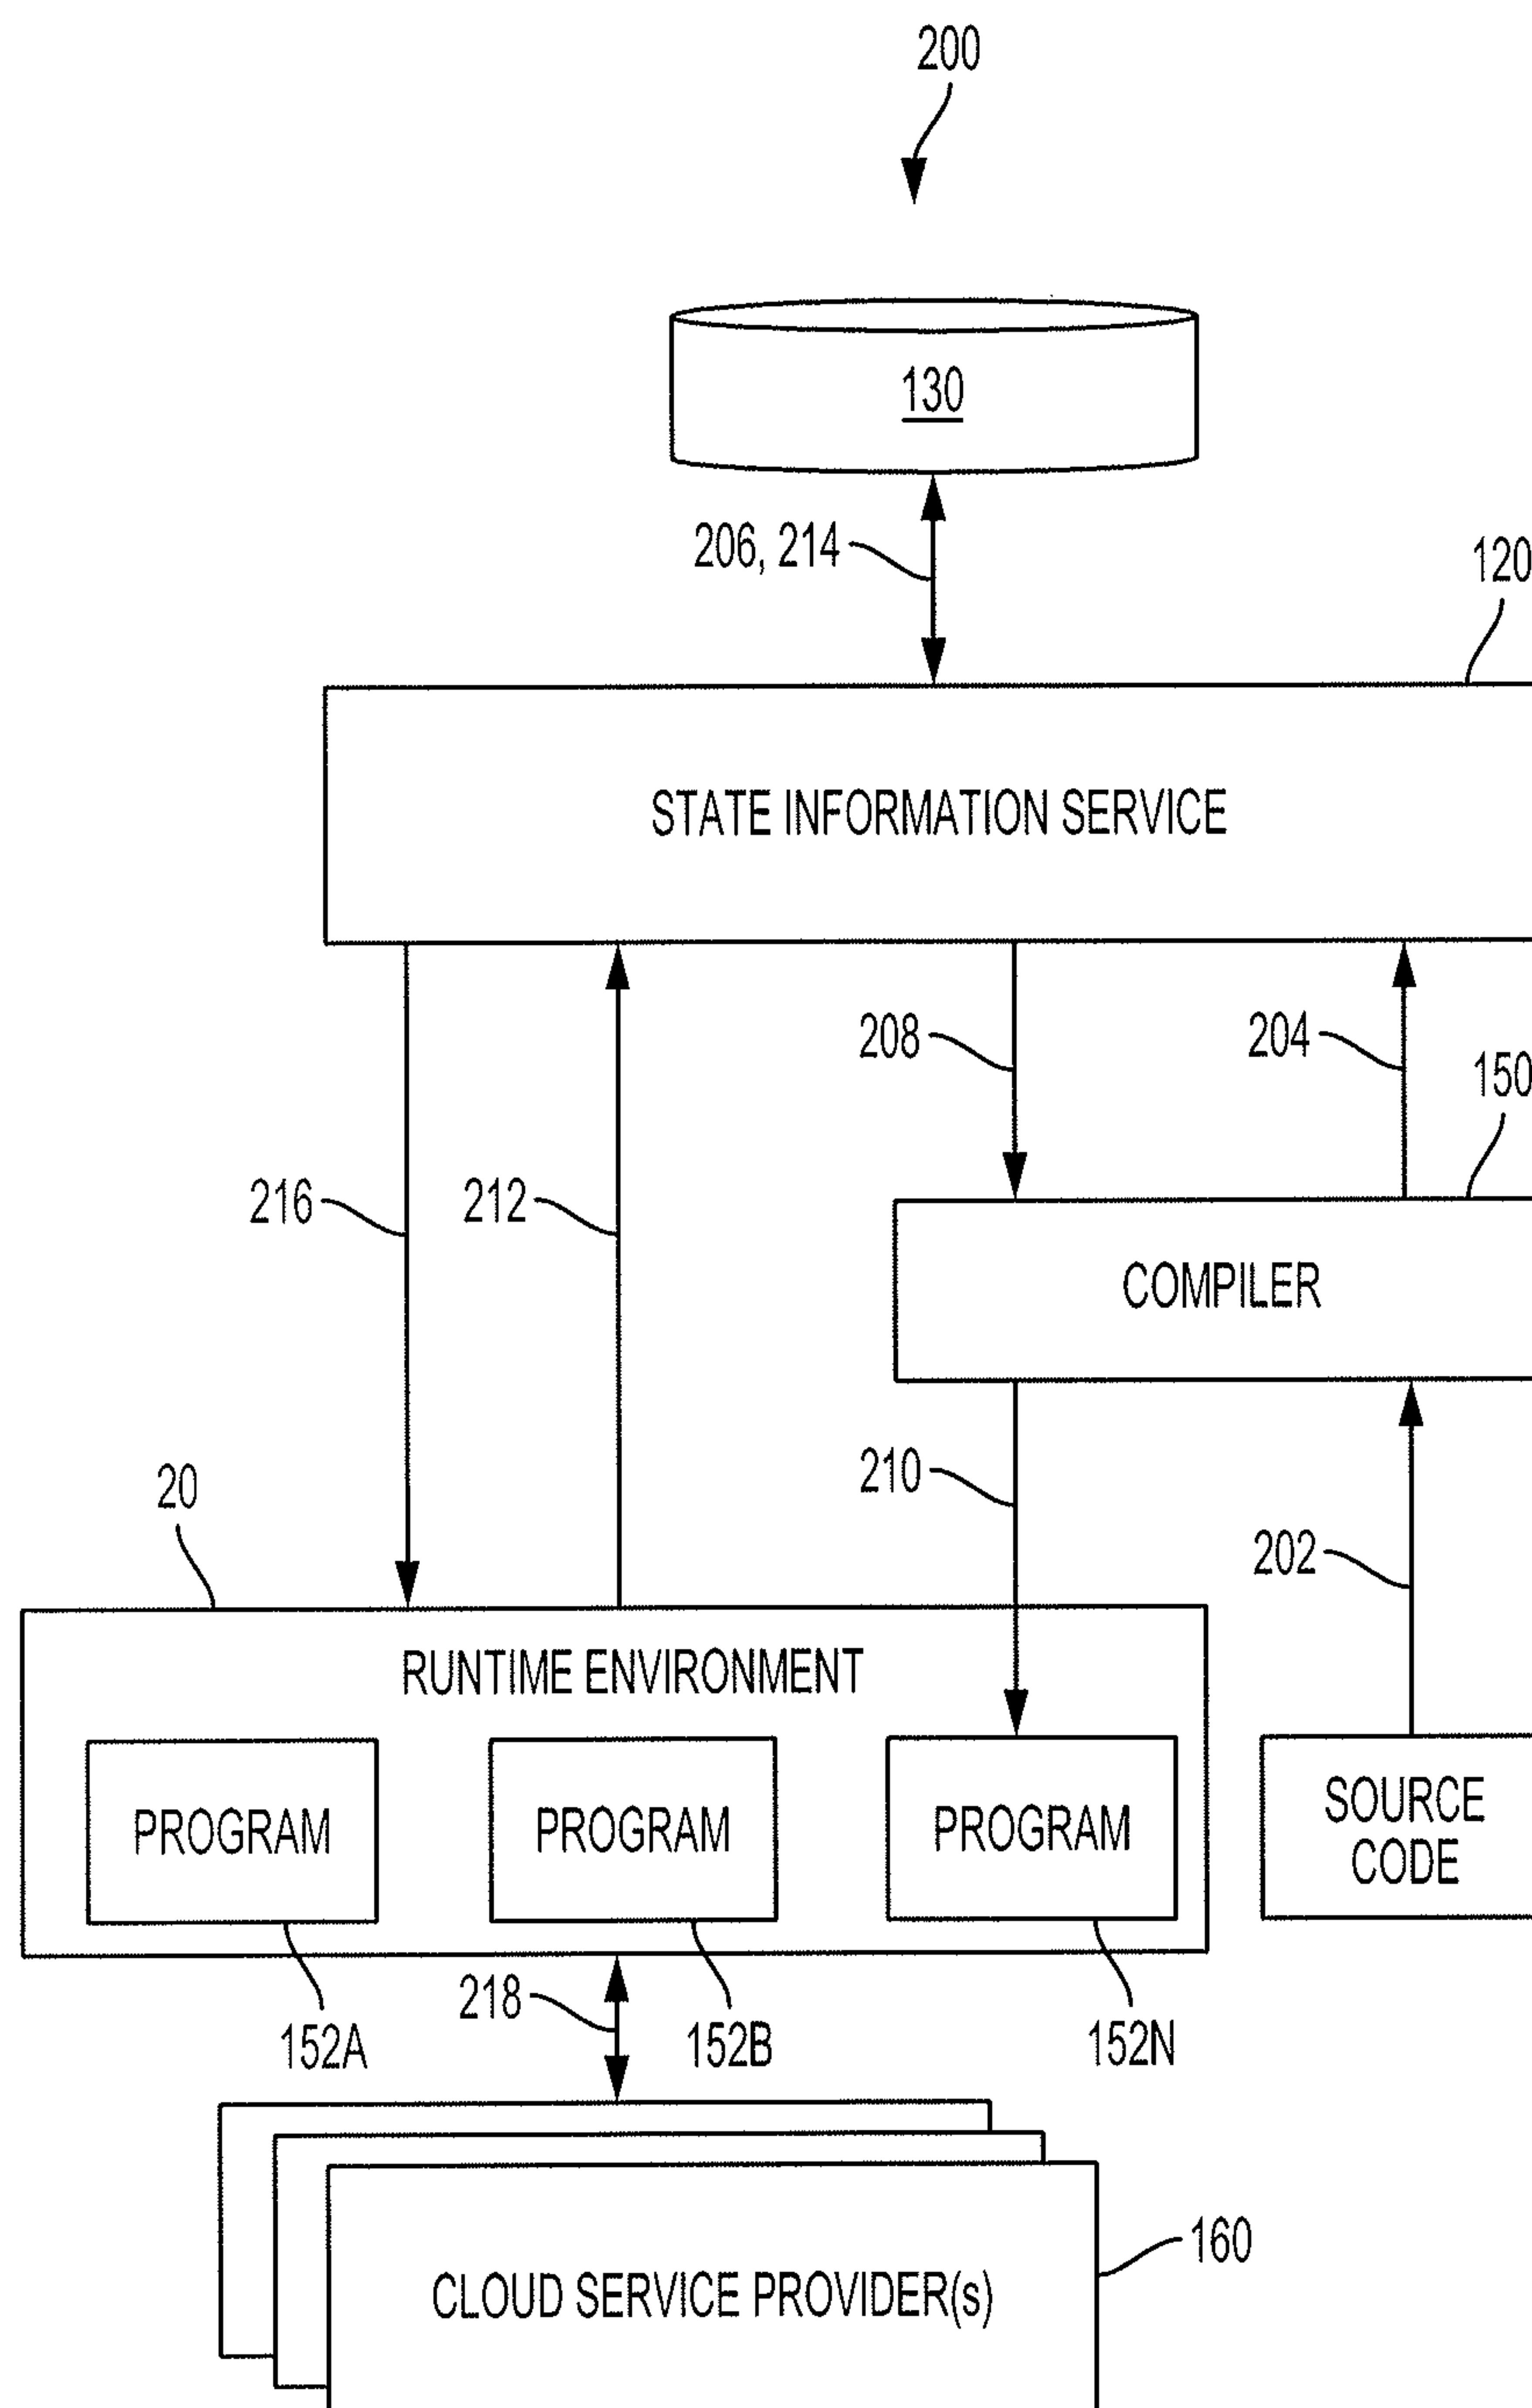 200
130
206, 214
120
STATE INFORMATION SERVICE
208
204
150
216
212
COMPILER
20
210
202
RUNTIME ENVIRONMENT
PROGRAM
PROGRAM
PROGRAM
SOURCE
CODE
218
152A
152B
152N
160
CLOUD SERVICE PROVIDER(s)